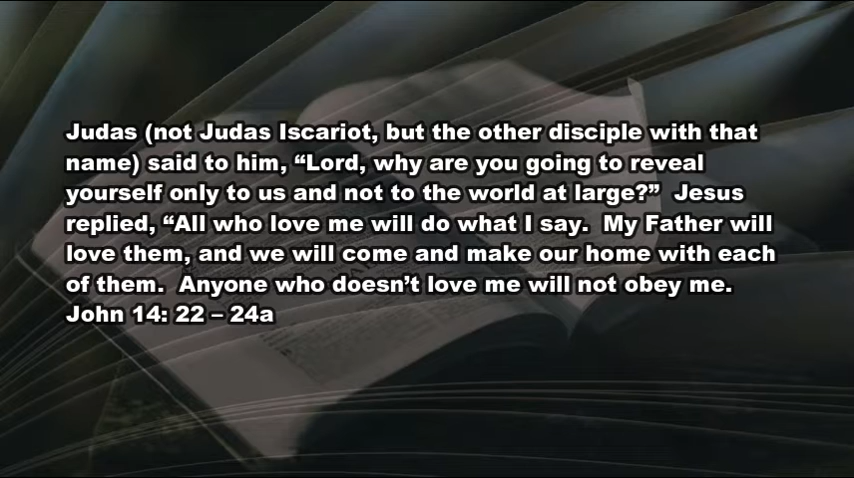 Judas (not Judas Iscariot, but the other disciple with that
name) said to him, “Lord, why are you going to reveal
yourself only to us and not to the world at large?”  Jesus
replied, “All who love me will do what I say.  My Father will
love them, and we will come and make our home with each
of them.  Anyone who doesn’t love me will not obey me.
John 14: 22 – 24a